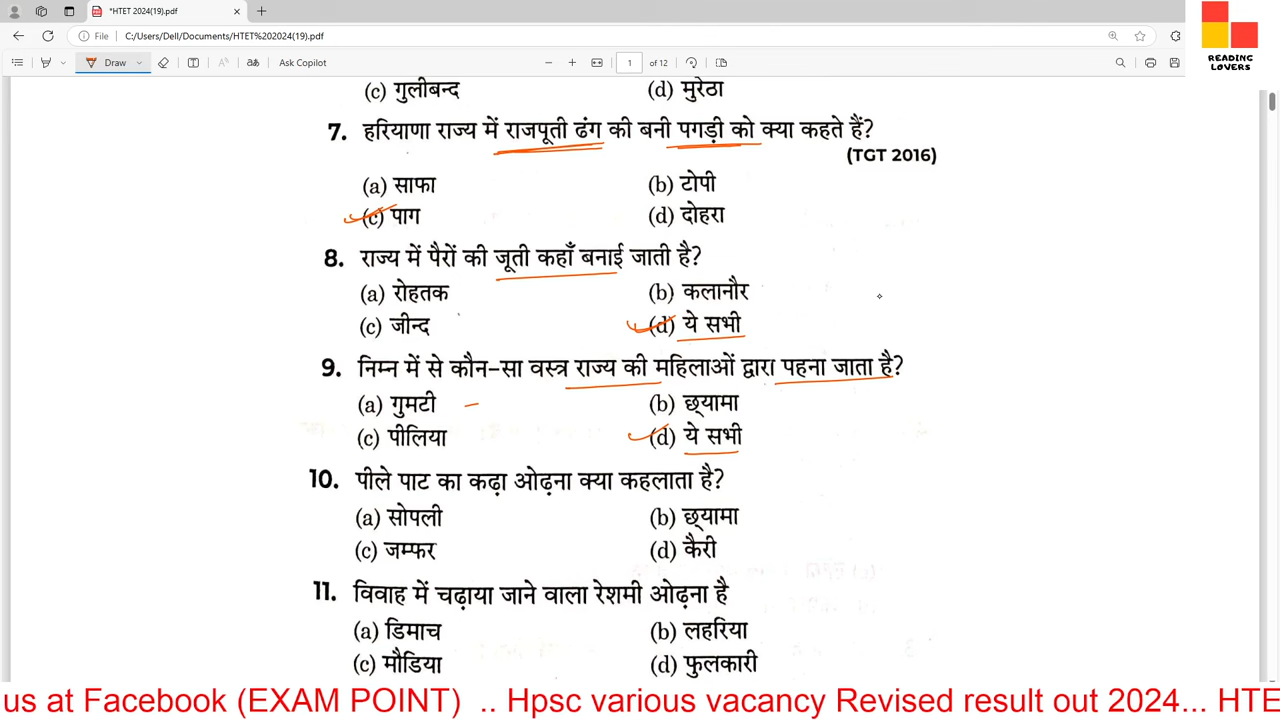 *HTET 2024(19).pdf
File C:/Users/Dell/Documents/HTET%202024(19).pdf
Draw Ask Copilot 1 of 12
READING
LOVERS
(c) गुलीबन्द (d) मुरेठा
7. हरियाणा राज्य में राजपूती ढंग की बनी पगड़ी को क्या कहते हैं?
(TGT 2016)
(a) साफा (b) टोपी
(c) पाग (d) दोहरा
8. राज्य में पैरों की जूती कहाँ बनाई जाती है?
(a) रोहतक (b) कलानौर
(c) जीन्द (d) ये सभी
9. निम्न में से कौन-सा वस्त्र राज्य की महिलाओं द्वारा पहना जाता है?
(a) गुमटी (b) छ्यामा
(c) पीलिया (d) ये सभी
10. पीले पाट का कढ़ा ओढ़ना क्या कहलाता है?
(a) सोपली (b) छ्यामा
(c) जम्फर (d) कैरी
11. विवाह में चढ़ाया जाने वाला रेशमी ओढ़ना है
(a) डिमाच (b) लहरिया
(c) मौडिया (d) फुलकारी
us at Facebook (EXAM POINT) .. Hpsc various vacancy Revised result out 2024... HTE